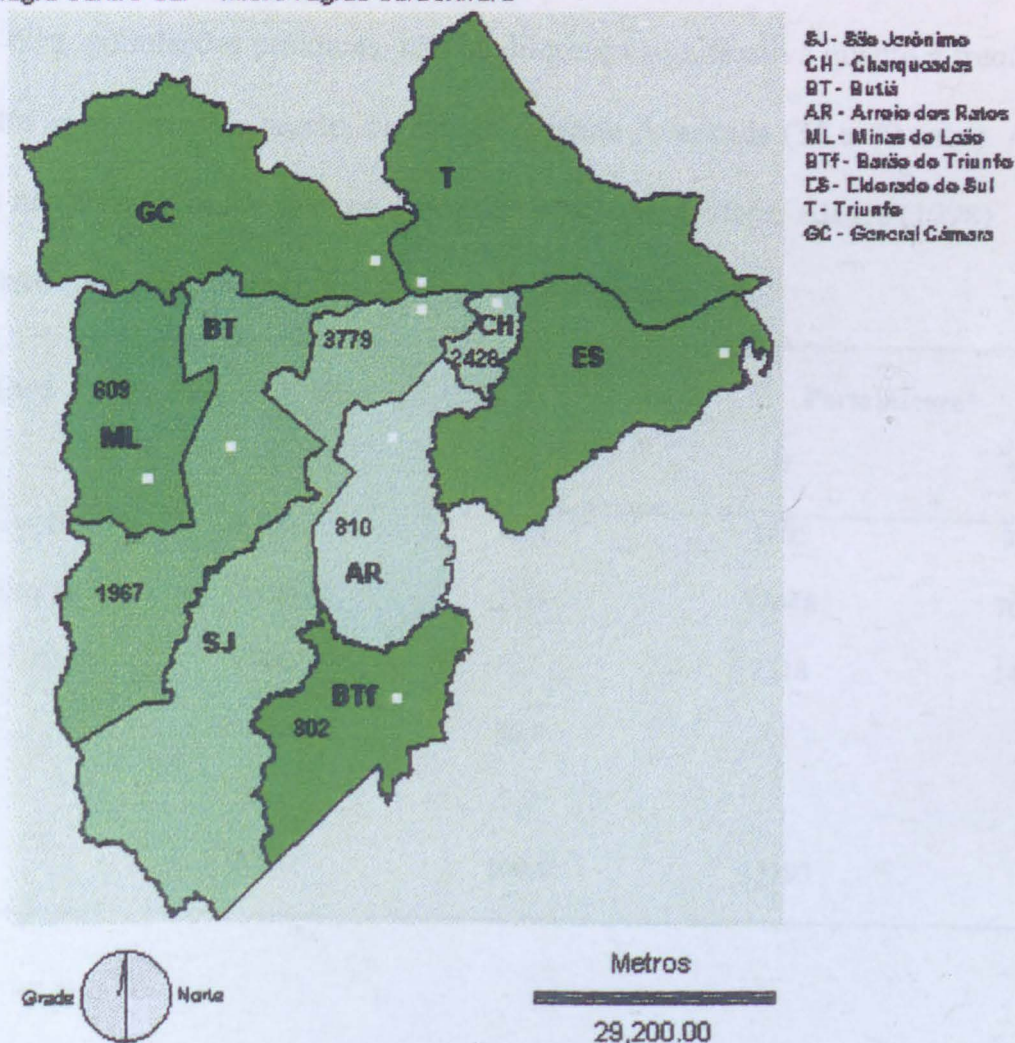 SJ - São Jerônimo
CH - Charqueadas
BT - Butiá
AR - Arroio dos Ratos
ML - Minas do Leão
BTf - Barão do Triunfo
ES - Eldorado do Sul
T - Triunfo
GC - General Câmara
T
GC
BT
3779
CH
2428
ES
609
ML
810
AR
1967
SJ
BTf
802
Grade
Norte
Metros
29,200.00